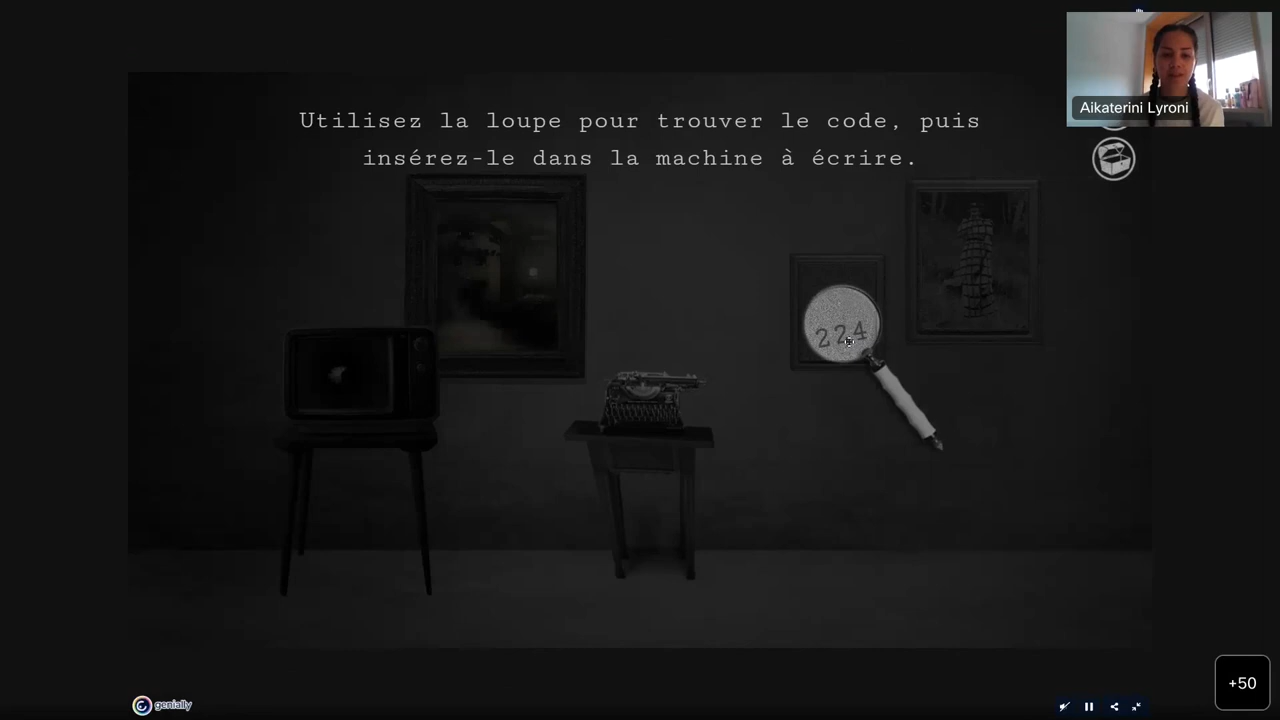 Utilisez la loupe pour trouver le code, puis
insérez-le dans la machine à écrire.
Aikaterini Lyroni
224
genially
+50